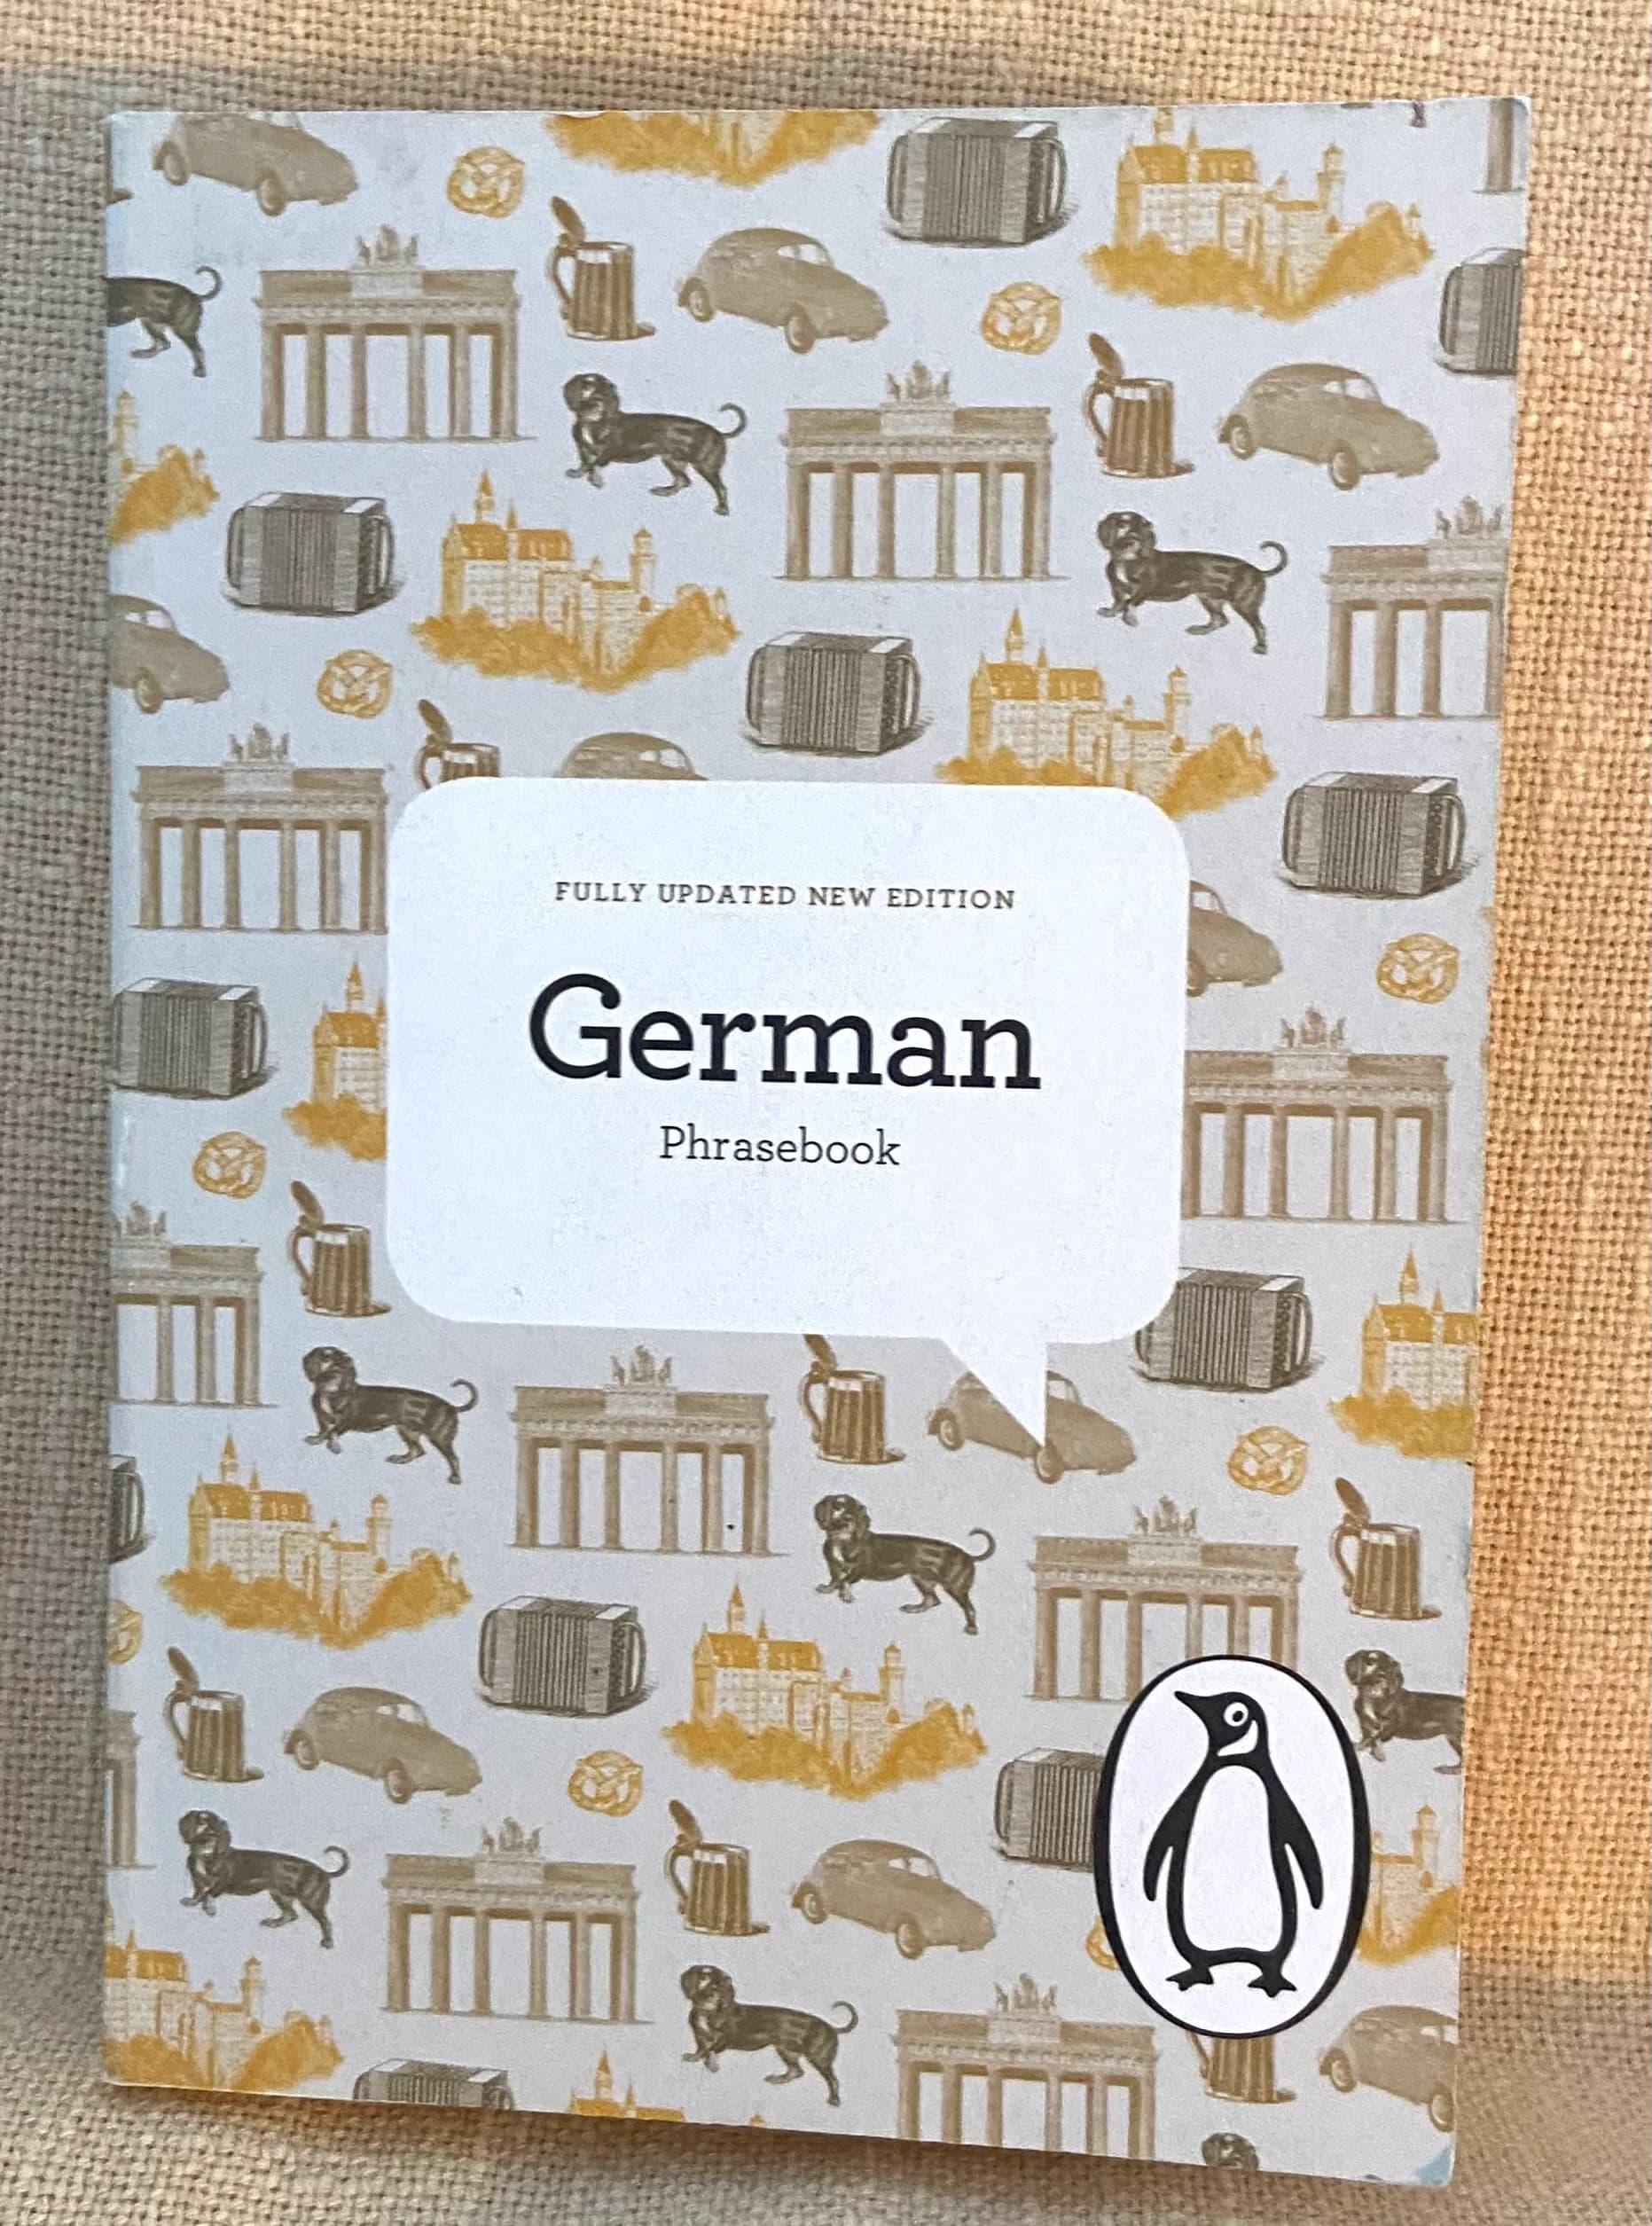 FULLY UPDATED NEW EDITION
German
Phrasebook